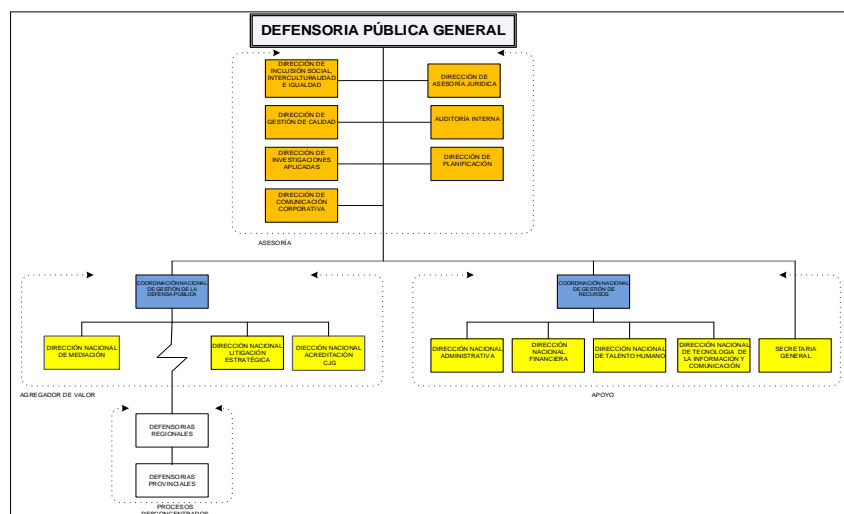 DEFENSORIA PÚBLICA GENERAL
DIRECCIÓN DE
INCLUSIÓN SOCIAL,
INTERCULTURALIDAD
E IGUALDAD
DIRECCIÓN DE
ASESORÍA JURIDICA
DIRECCIÓN DE
GESTIÓN DE CALIDAD
AUDITORÍA INTERNA
DIRECCIÓN DE
INVESTIGACIONES
APLICADAS
DIRECCIÓN DE
PLANIFICACIÓN
DIRECCIÓN DE
COMUNICACIÓN
CORPORATIVA
ASESORÍA
COORDINACIÓN NACIONAL
DE GESTIÓN DE LA
DEFENSA PÚBLICA
COORDINACIÓN NACIONAL
DE GESTIÓN DE
RECURSOS
DIRECCIÓN NACIONAL
DE MEDIACIÓN
DIRECCIÓN NACIONAL
LITIGACIÓN
ESTRATÉGICA
DIECCIÓN NACIONAL
ACREDITACIÓN
CJG
DIRECCIÓN NACIONAL
ADMINISTRATIVA
DIRECCIÓN
NACIONAL
FINANCIERA
DIRECCIÓN NACIONAL
DE TALENTO HUMANO
DIRECCIÓN NACIONAL
DE TECNOLOGIA DE
LA INFORMACION Y
COMUNICACIÓN
SECRETARIA
GENERAL
AGREGADOR DE VALOR
APOYO
DEFENSORIAS
REGIONALES
DEFENSORIAS
PROVINCIALES
PROCESOS
DESCONCENTRADOS